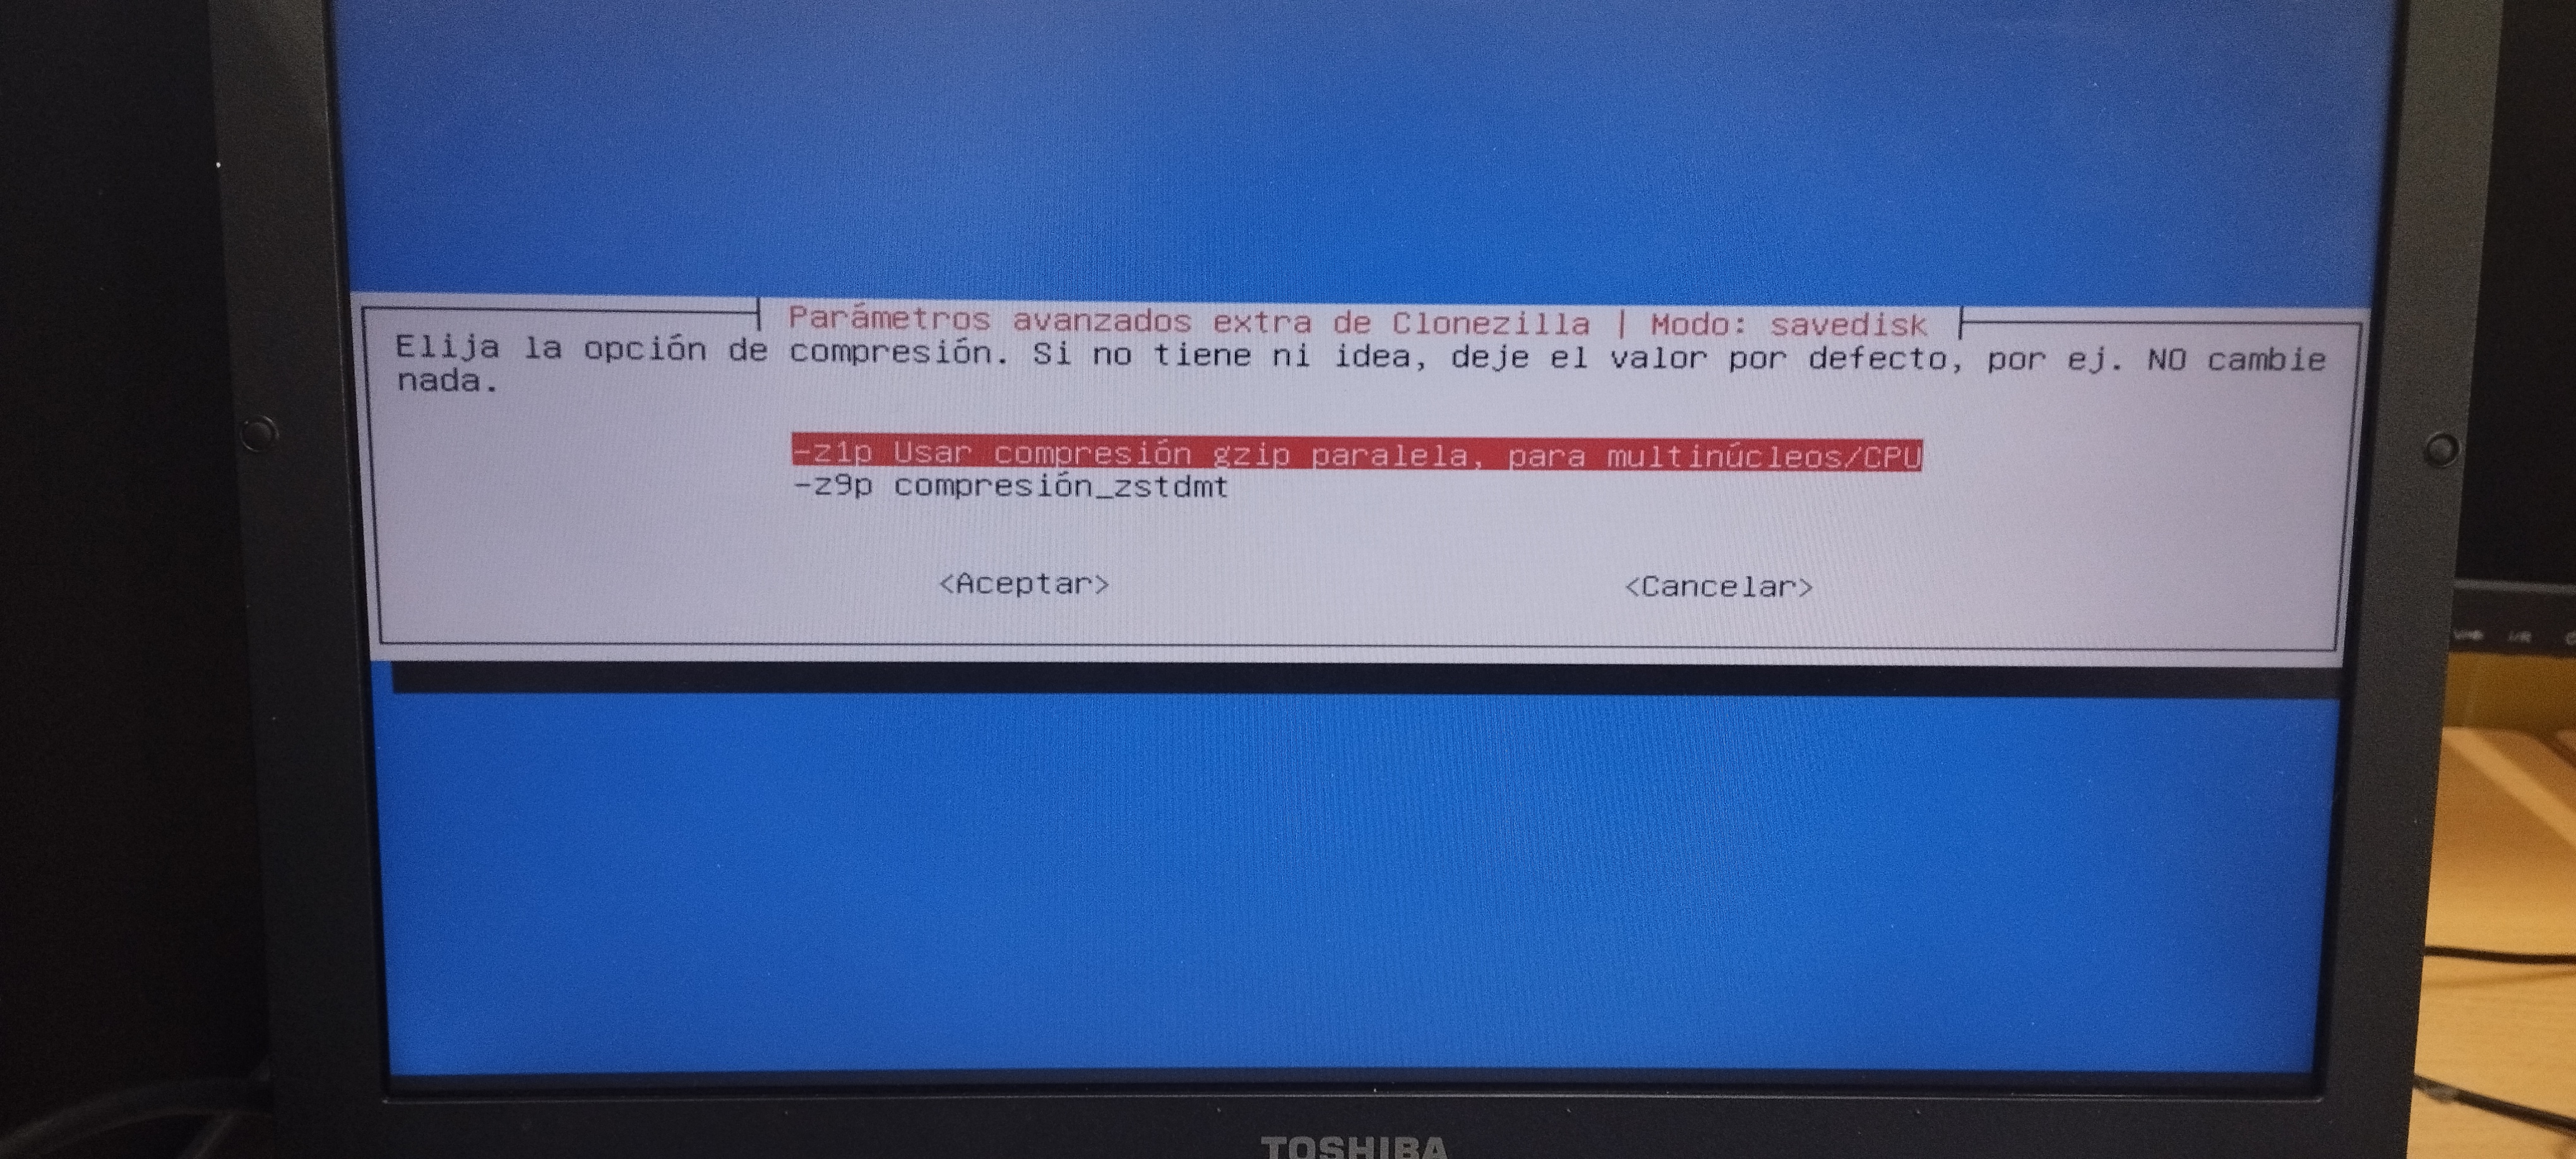 Parámetros avanzados extra de Clonezilla | Modo: savedisk
Elija la opción de compresión. Si no tiene ni idea, deje el valor por defecto, por ej. NO cambie
nada.
-z1p Usar compresión gzip paralela, para multinúcleos/CPU
-z9p compresión_zstdmt
<Aceptar> <Cancelar>
TOSHIBA